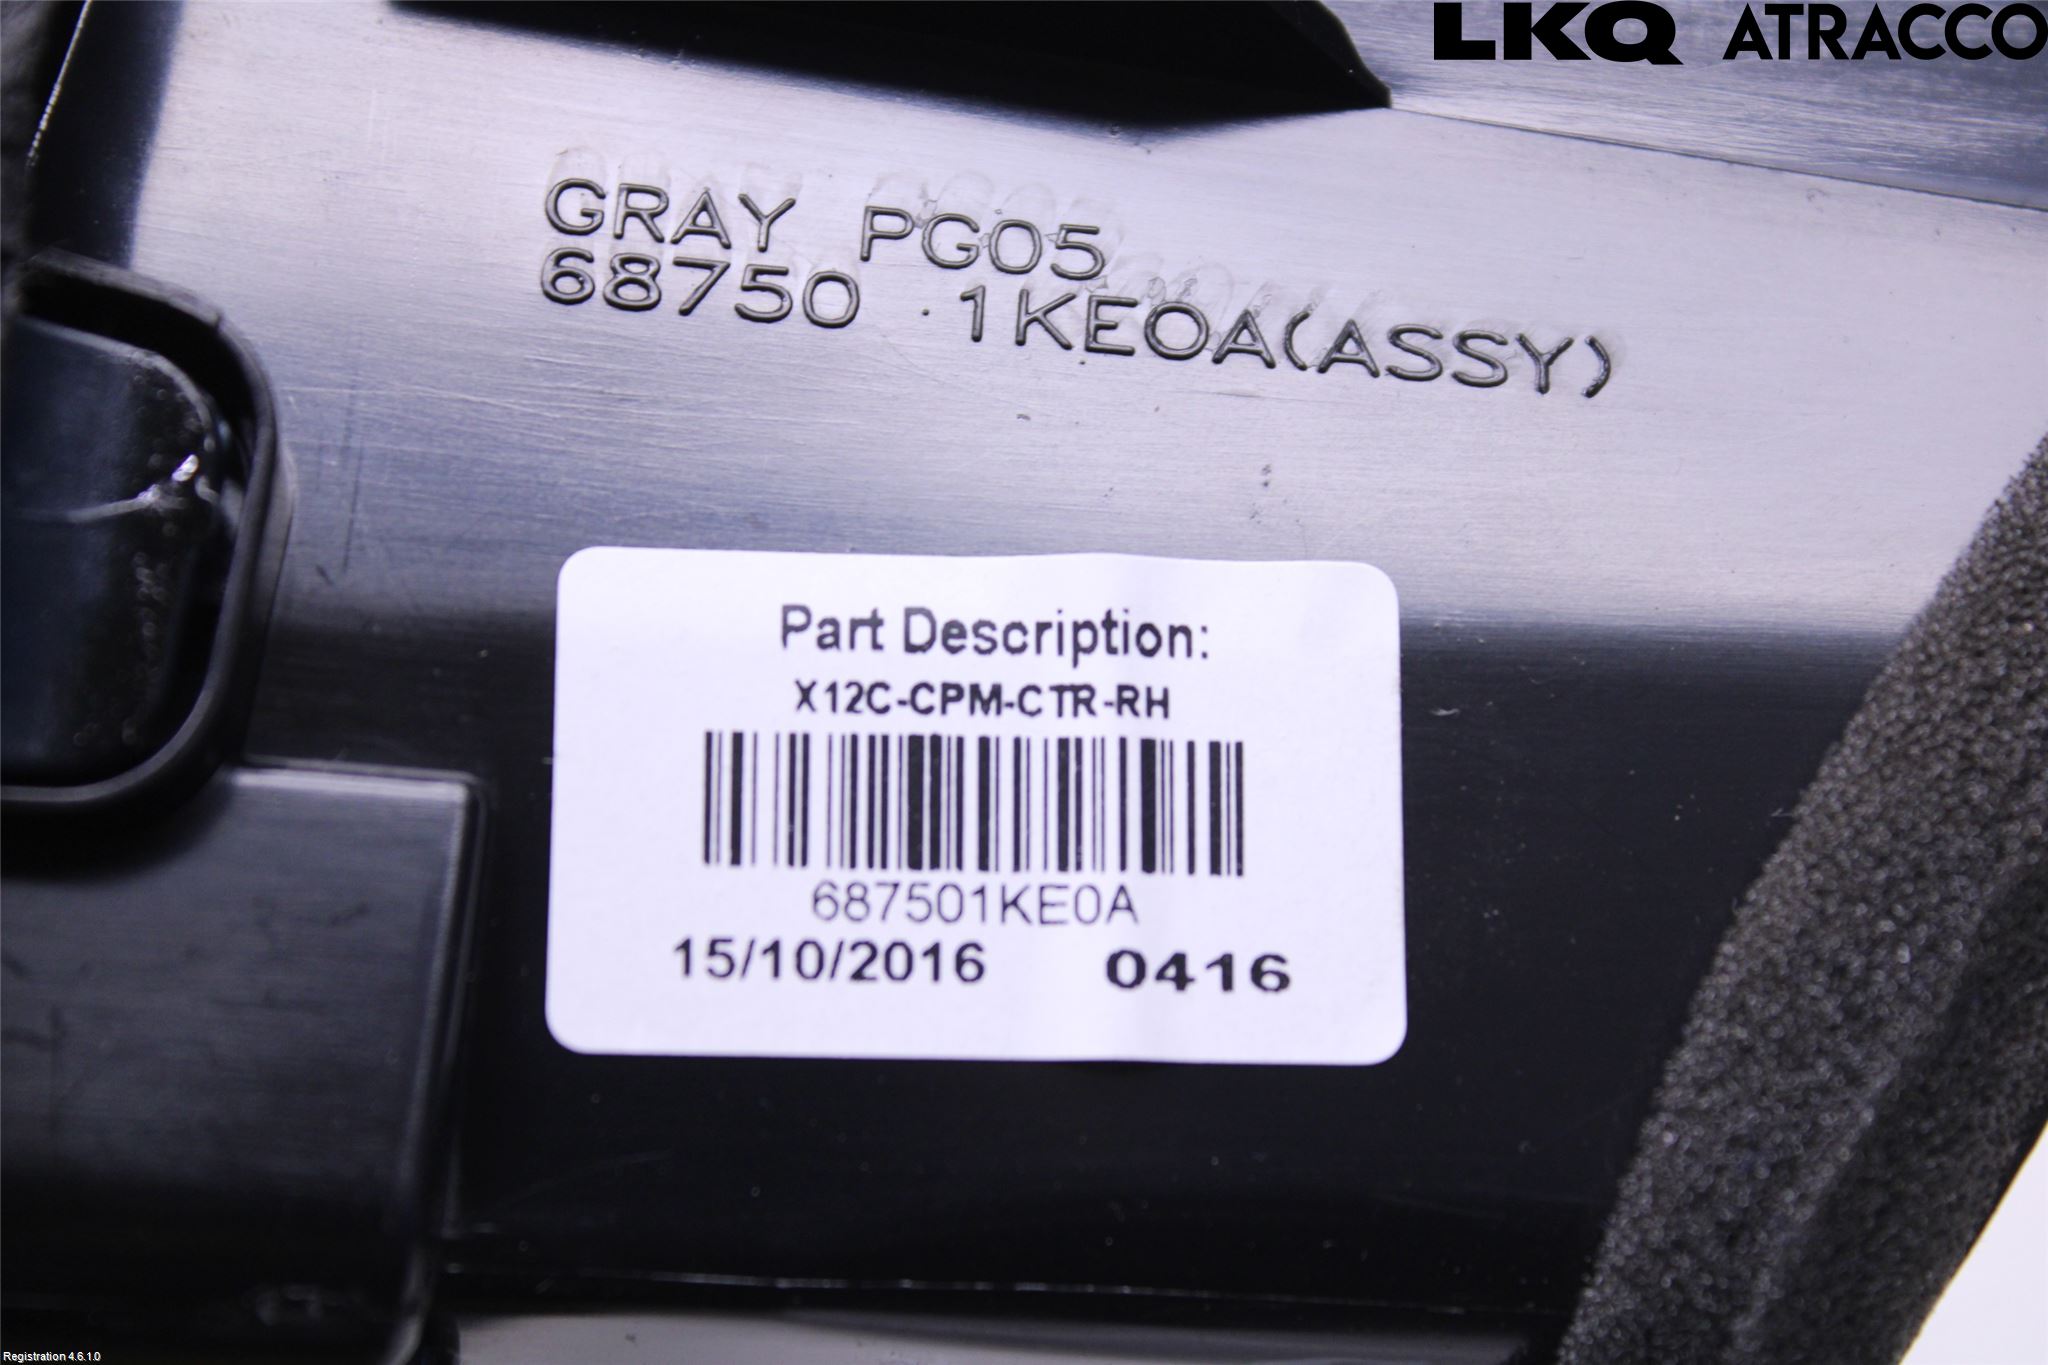 LKQ ATRACCO
GRAY PG05
68750 1KE0A(ASSY)
Part Description:
X12C-CPM-CTR-RH
687501KE0A
15/10/2016 0416
Registration 4.6.1.0